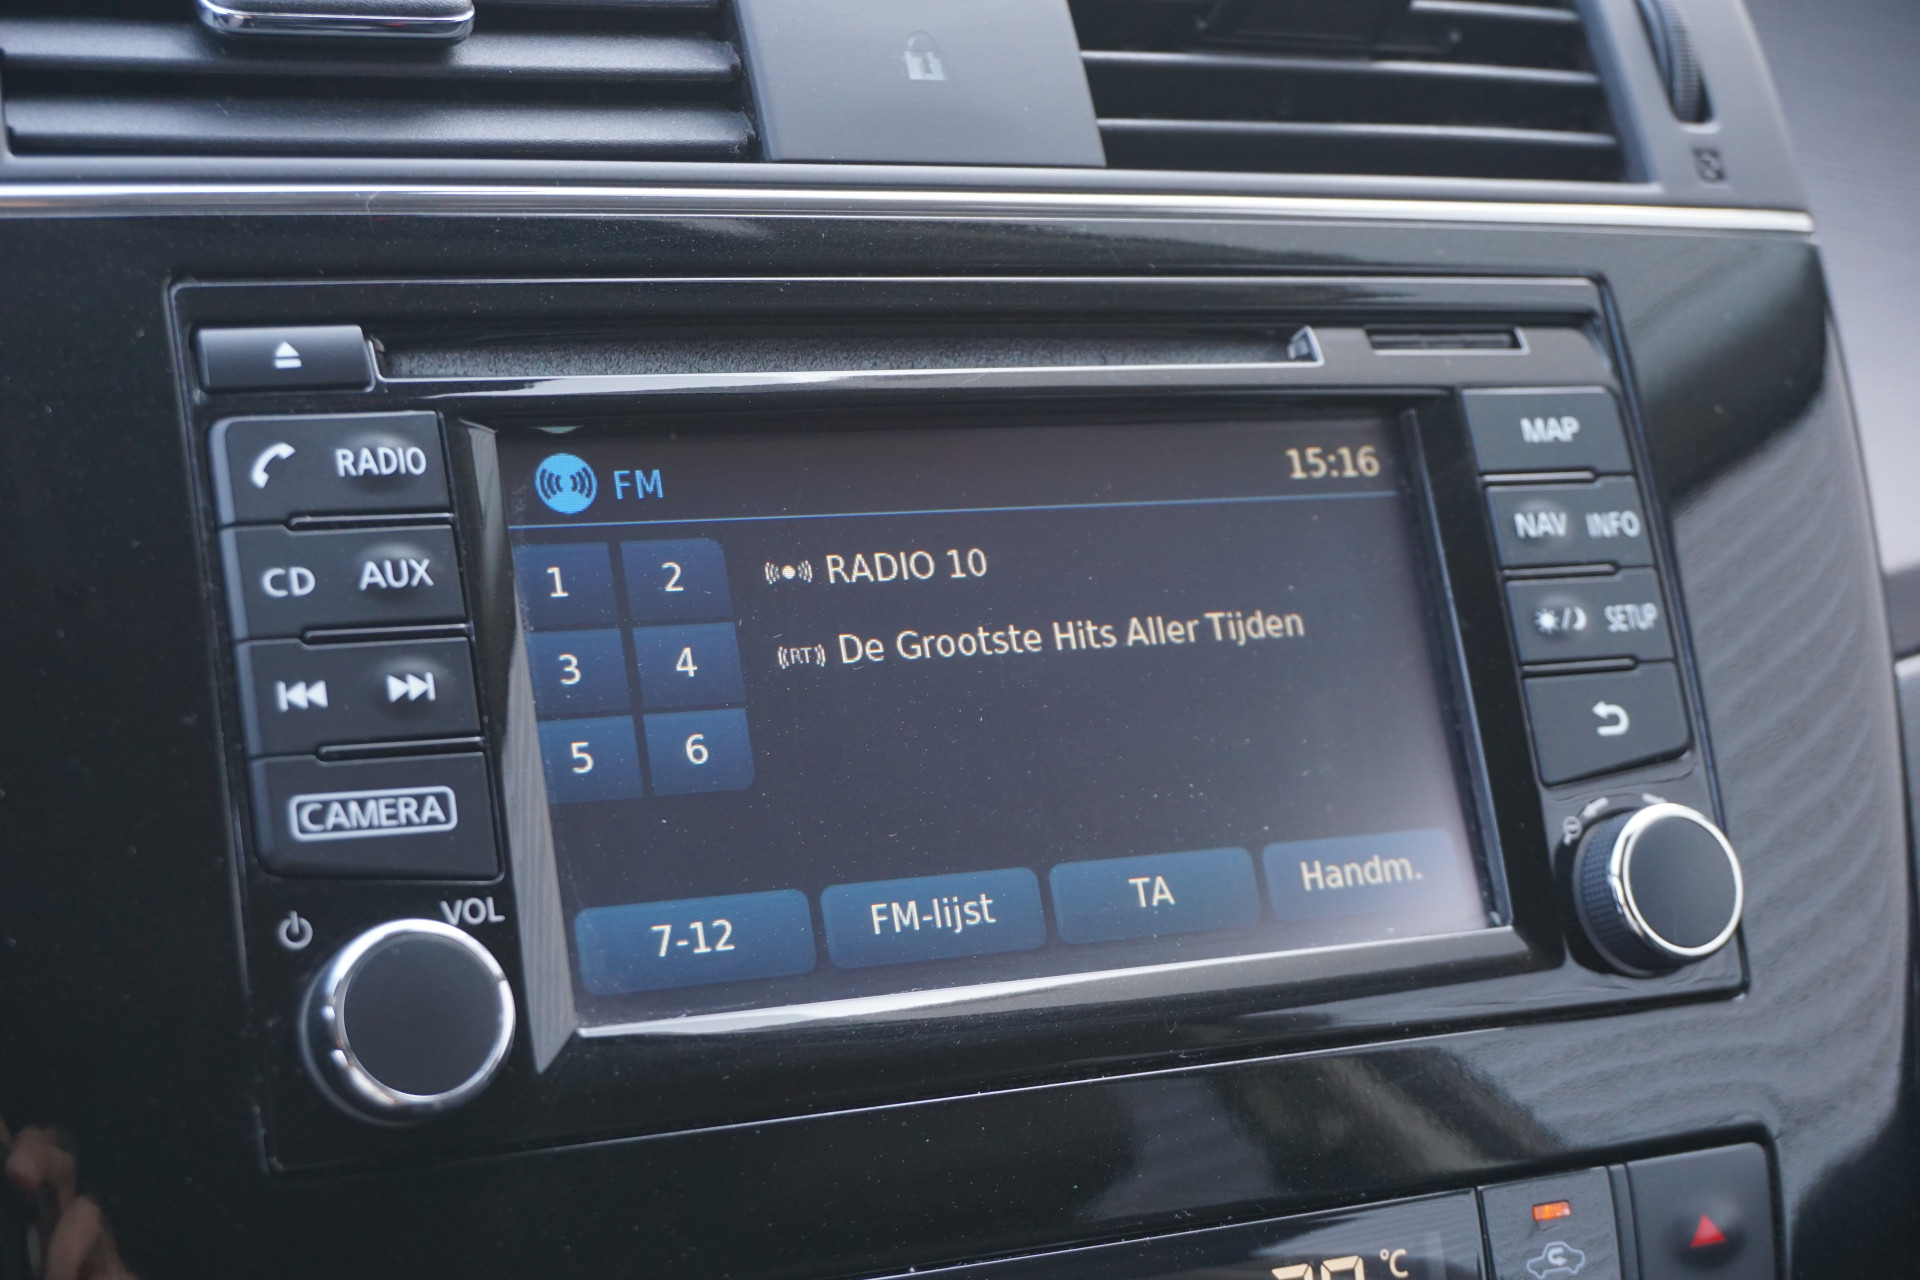 RADIO
CD AUX
CAMERA
VOL
FM 15:16
1 2 RADIO 10
3 4 RT De Grootste Hits Aller Tijden
5 6
7-12 FM-lijst TA Handm.
MAP
NAV INFO
SETUP
°C